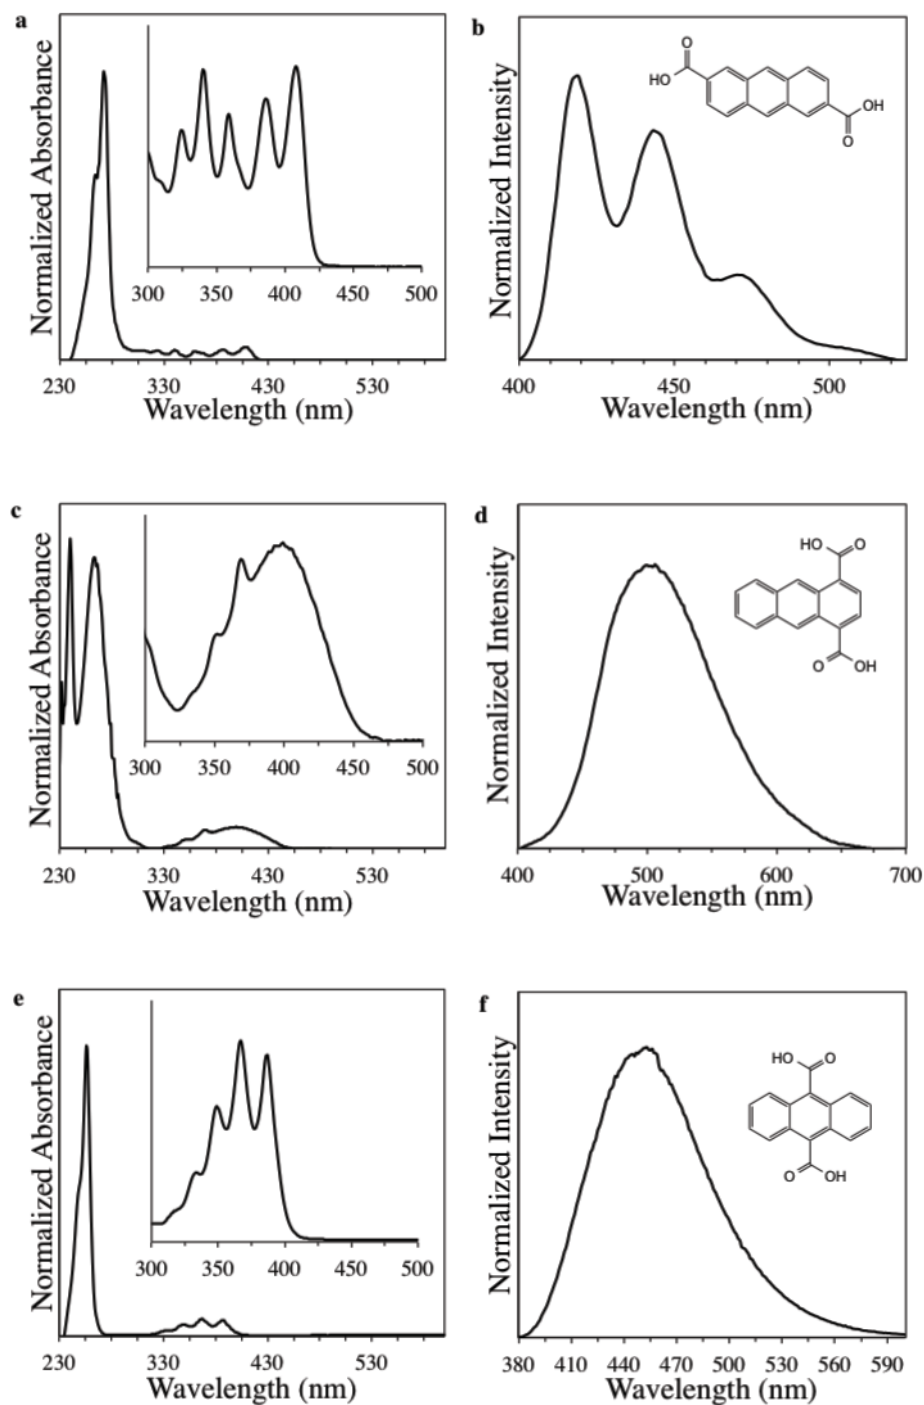 a
Normalized Absorbance
300 350 400 450 500
230 330 430 530
Wavelength (nm)
b
Normalized Intensity
O
HO
OH
O
400 450 500
Wavelength (nm)
c
Normalized Absorbance
300 350 400 450 500
230 330 430 530
Wavelength (nm)
d
Normalized Intensity
HO O
O OH
400 500 600 700
Wavelength (nm)
e
Normalized Absorbance
300 350 400 450 500
230 330 430 530
Wavelength (nm)
f
Normalized Intensity
HO O
O OH
380 410 440 470 500 530 560 590
Wavelength (nm)